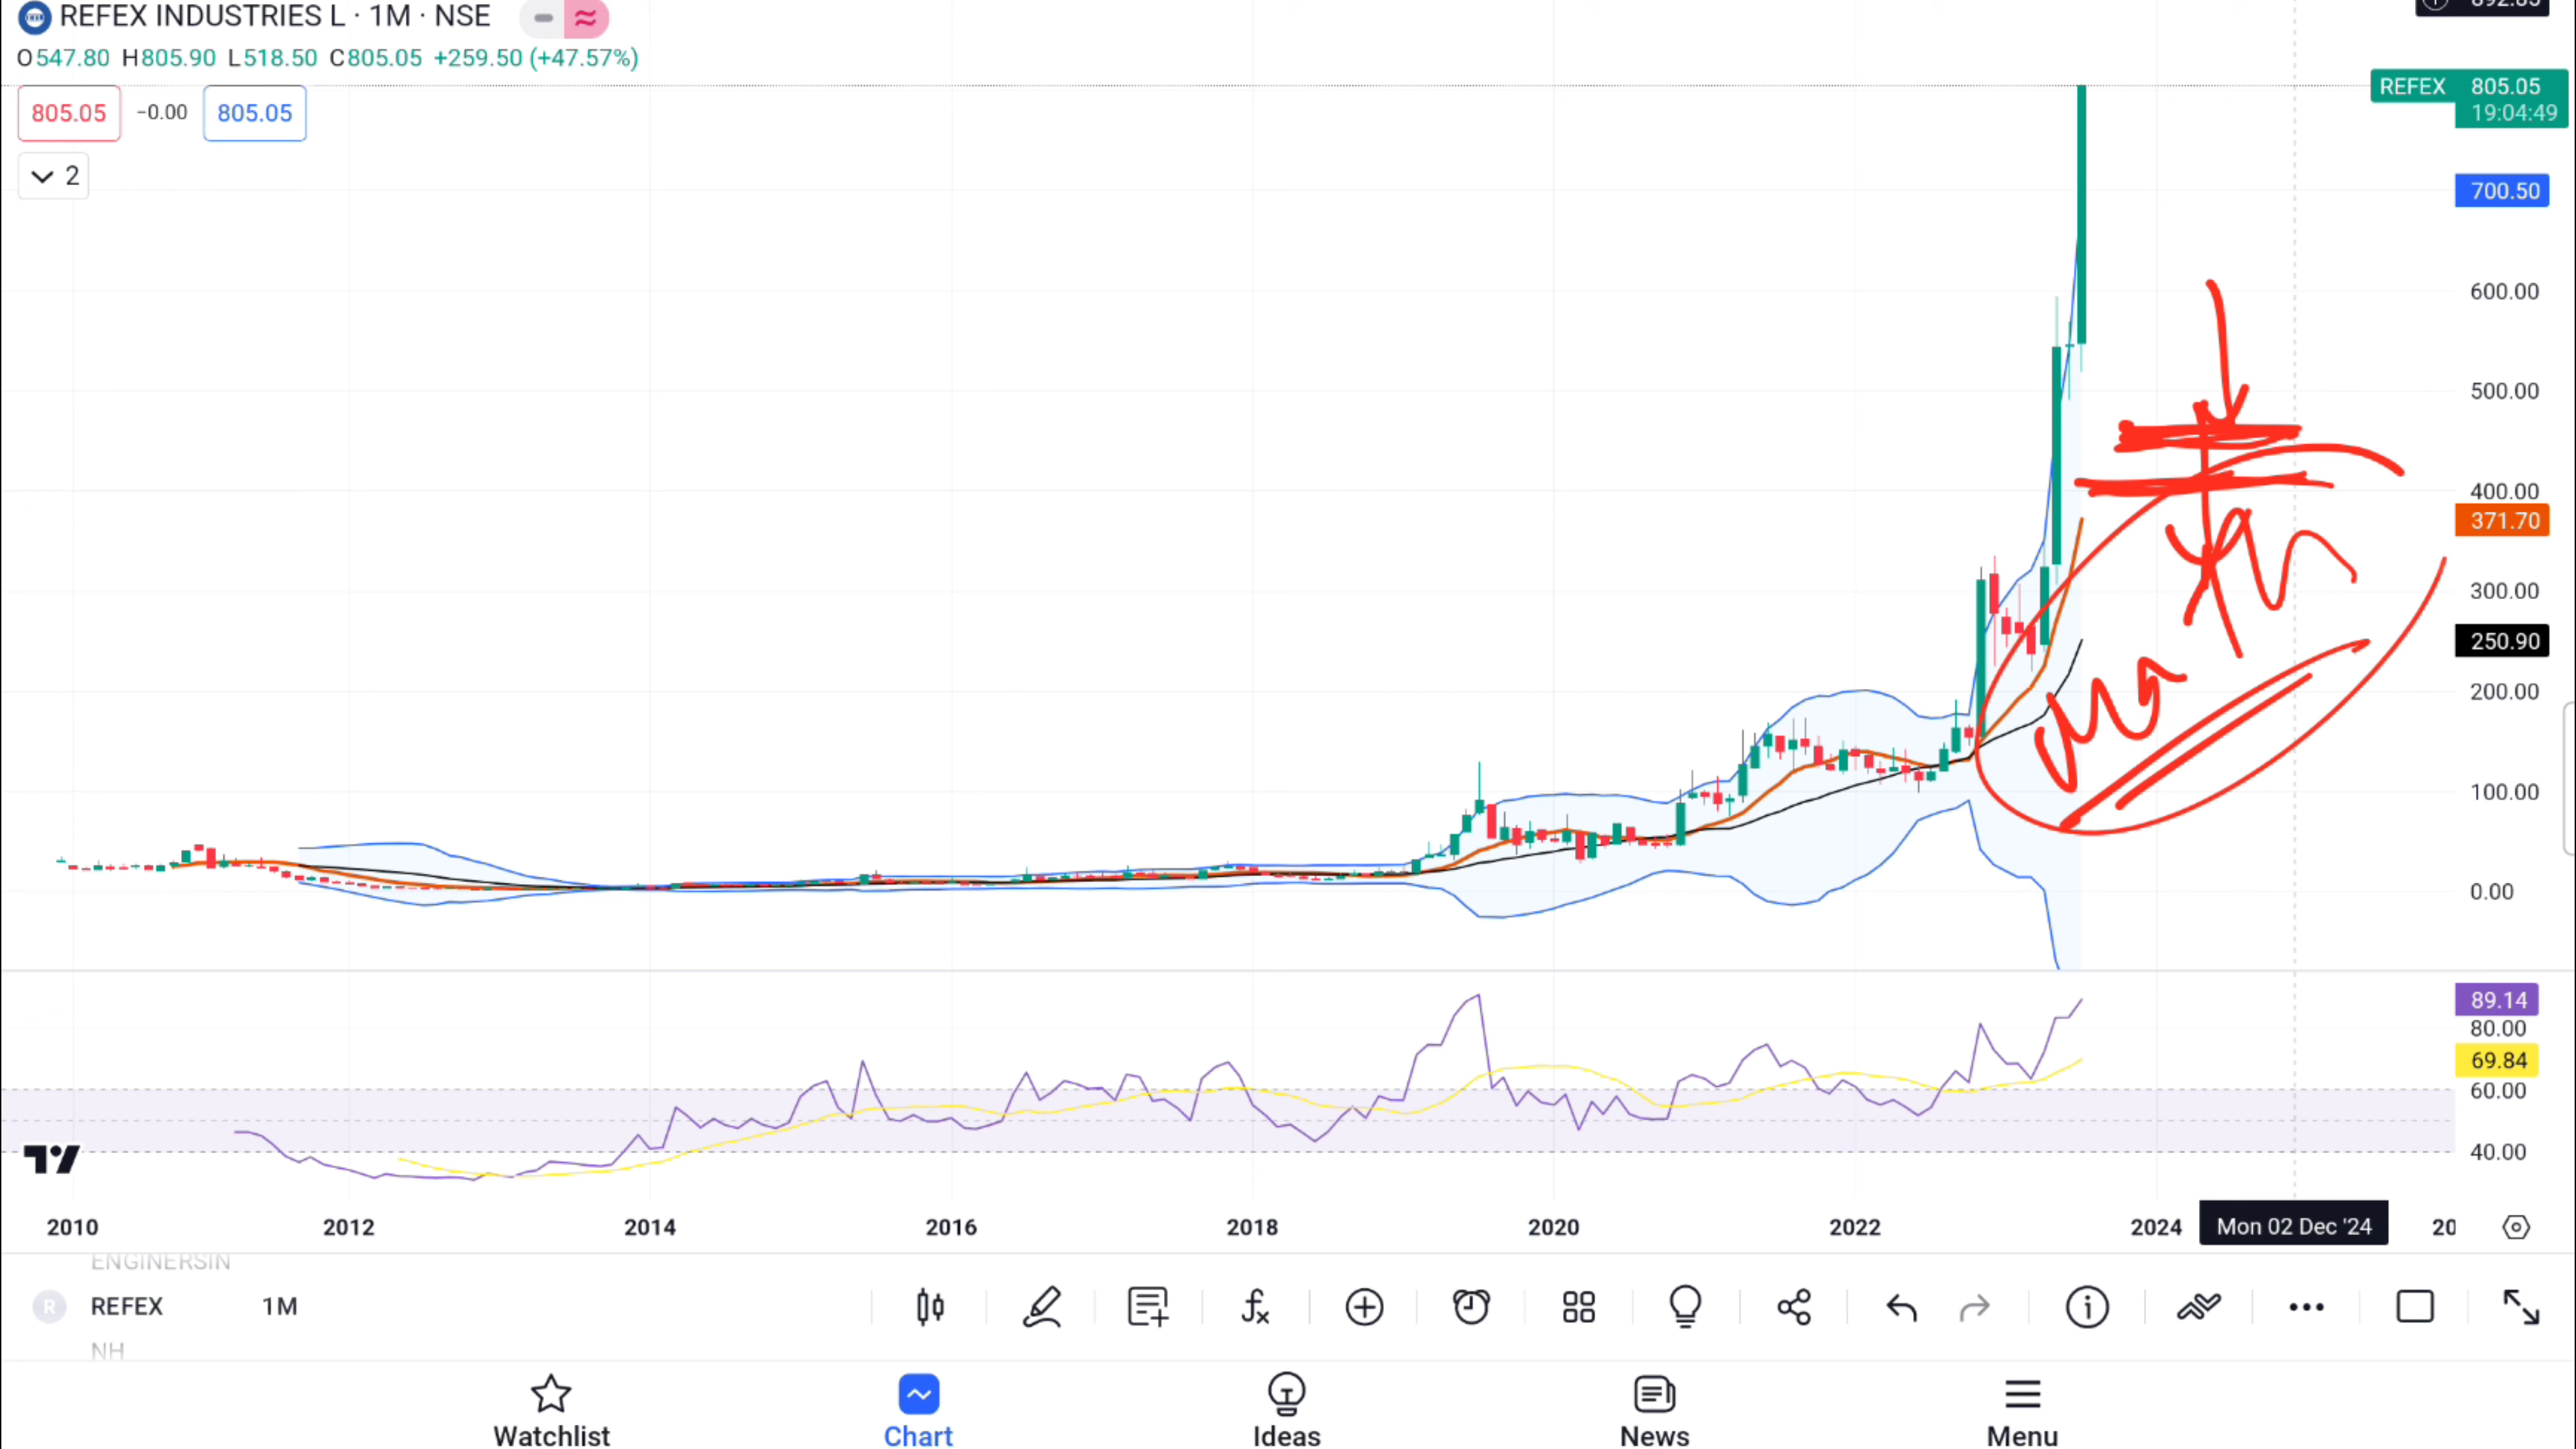 REFEX INDUSTRIES L · 1M · NSE
O547.80 H805.90 L518.50 C805.05 +259.50 (+47.57%)
805.05 −0.00 805.05
2
REFEX 805.05
19:04:49
700.50
600.00
500.00
400.00
371.70
300.00
250.90
200.00
100.00
0.00
89.14
80.00
69.84
60.00
40.00
2010 2012 2014 2016 2018 2020 2022 2024 Mon 02 Dec '24 20
ENGINERSIN
R REFEX 1M
NH
Watchlist Chart Ideas News Menu